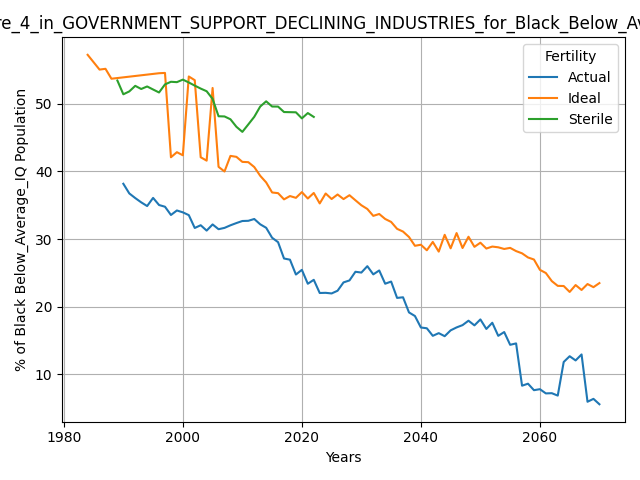 re_4_in_GOVERNMENT_SUPPORT_DECLINING_INDUSTRIES_for_Black_Below_Av
Fertility
Actual
Ideal
Sterile
% of Black Below_Average_IQ Population
50
40
30
20
10
1980
2000
2020
2040
2060
Years